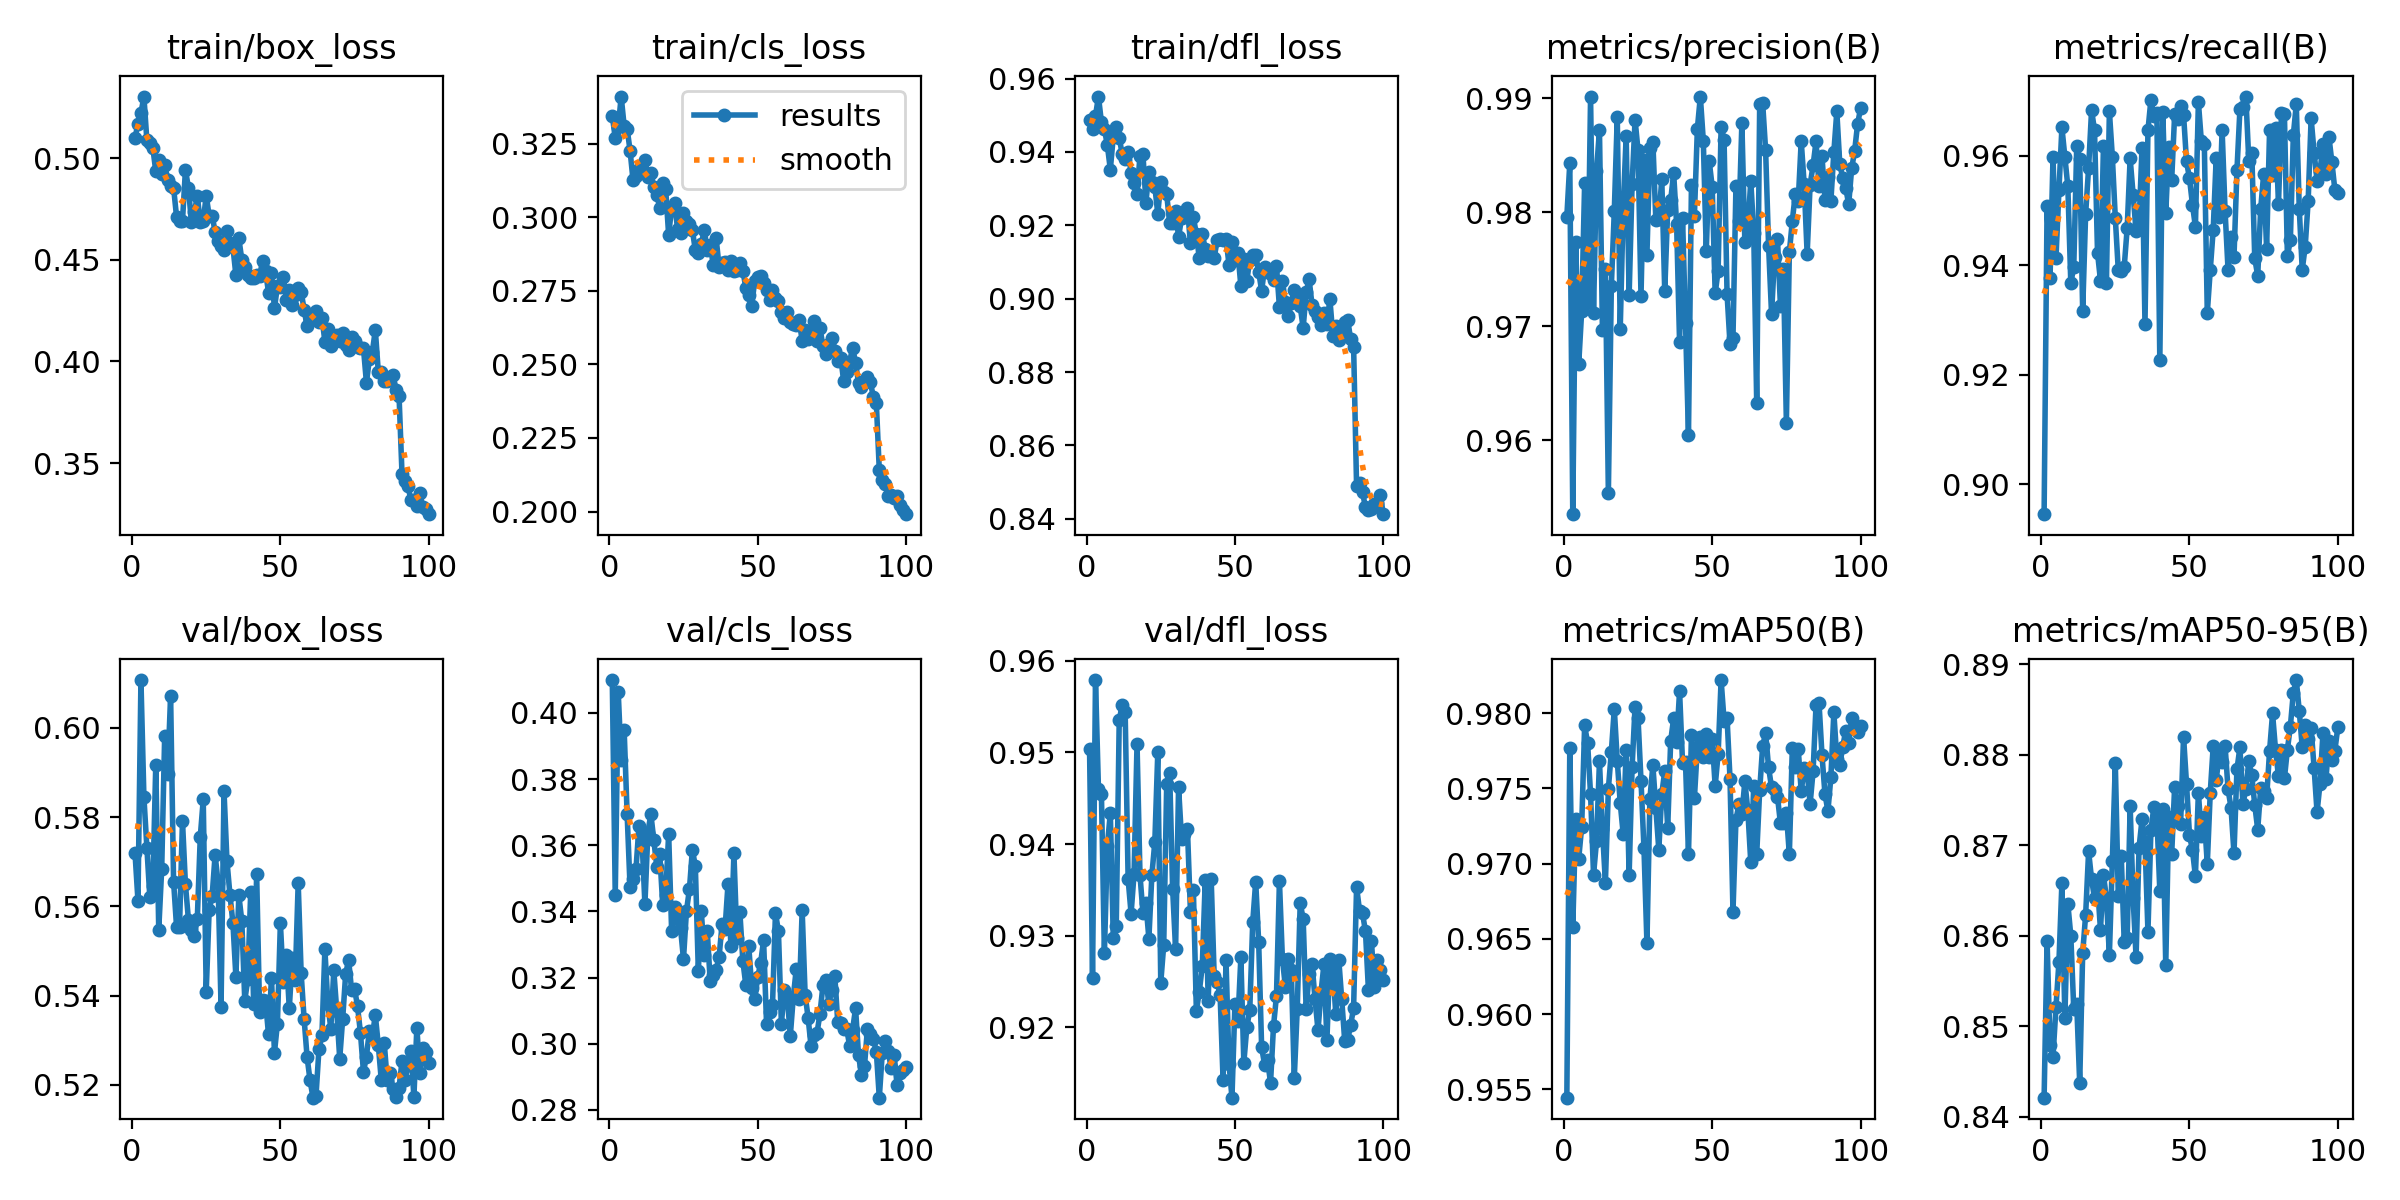 train/box_loss
0.50
0.45
0.40
0.35
0 50 100
train/cls_loss
results
smooth
0.325
0.300
0.275
0.250
0.225
0.200
0 50 100
train/dfl_loss
0.96
0.94
0.92
0.90
0.88
0.86
0.84
0 50 100
metrics/precision(B)
0.99
0.98
0.97
0.96
0 50 100
metrics/recall(B)
0.96
0.94
0.92
0.90
0 50 100
val/box_loss
0.60
0.58
0.56
0.54
0.52
0 50 100
val/cls_loss
0.40
0.38
0.36
0.34
0.32
0.30
0.28
0 50 100
val/dfl_loss
0.96
0.95
0.94
0.93
0.92
0 50 100
metrics/mAP50(B)
0.980
0.975
0.970
0.965
0.960
0.955
0 50 100
metrics/mAP50-95(B)
0.89
0.88
0.87
0.86
0.85
0.84
0 50 100